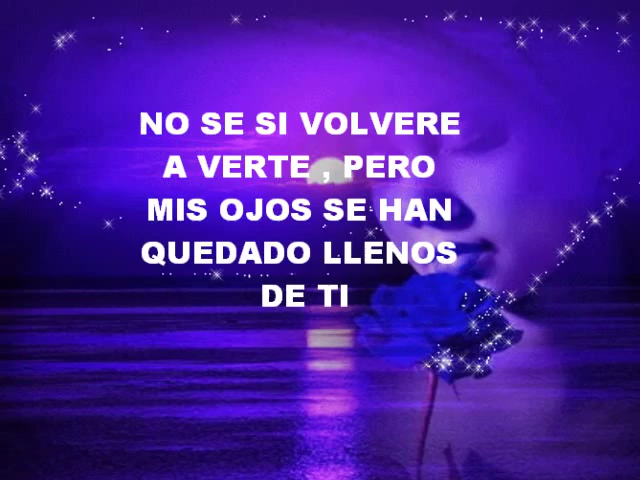 NO SE SI VOLVERE
A VERTE , PERO
MIS OJOS SE HAN
QUEDADO LLENOS
DE TI